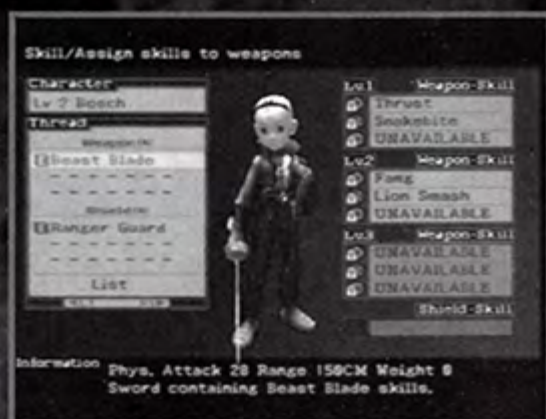 Skill/Assign skills to weapons
Character
Lv ? Bosch
Thread
Beast Blade
Ranger Guard
List
Lv1 Weapon Skill
Thrust
Snakebite
UNAVAILABLE
Lv2 Weapon Skill
Fang
Lion Smash
UNAVAILABLE
Lv3 Weapon Skill
UNAVAILABLE
UNAVAILABLE
UNAVAILABLE
Shield Skill
Information
Phys. Attack 28 Range 150CM Weight 0
Sword containing Beast Blade skills.